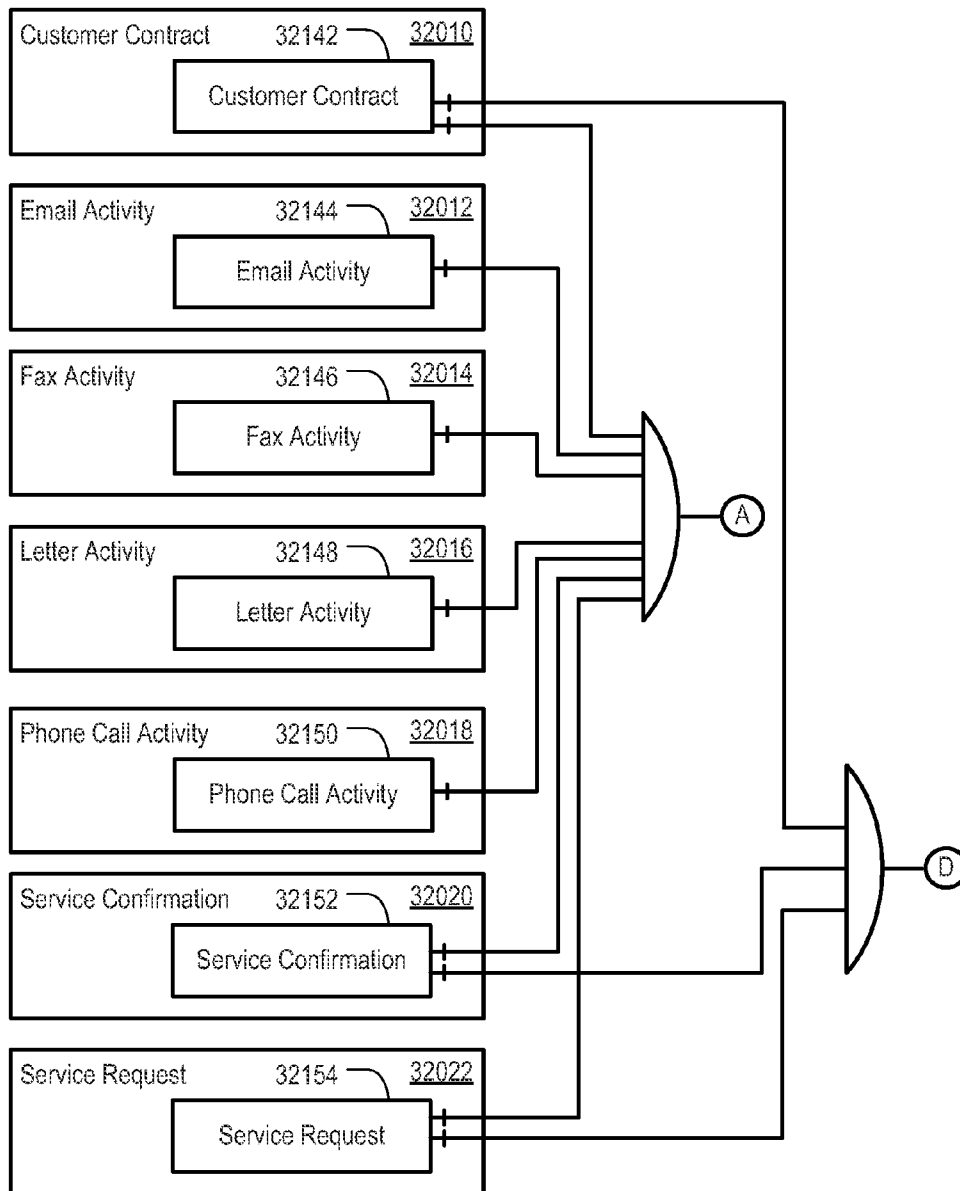 Customer Contract 32142 32010
Customer Contract
Email Activity 32144 32012
Email Activity
Fax Activity 32146 32014
Fax Activity
A
Letter Activity 32148 32016
Letter Activity
Phone Call Activity 32150 32018
Phone Call Activity
D
Service Confirmation 32152 32020
Service Confirmation
Service Request 32154 32022
Service Request